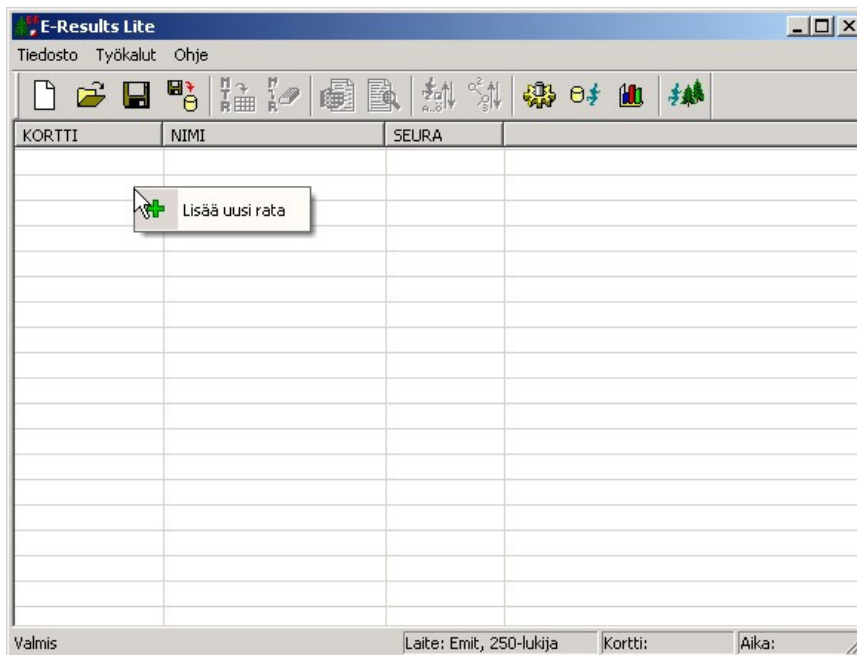 E-Results Lite
Tiedosto Työkalut Ohje
KORTTI NIMI SEURA
Lisää uusi rata
Valmis Laite: Emit, 250-lukija Kortti: Aika: